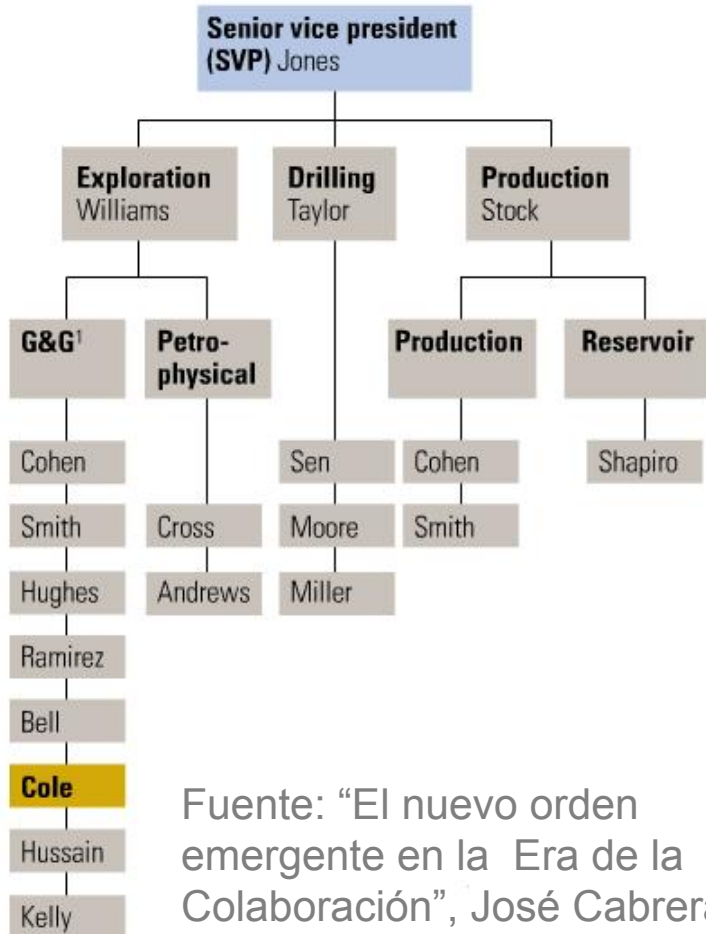 Senior vice president
(SVP) Jones
Exploration
Williams
Drilling
Taylor
Production
Stock
G&G¹
Petro-
physical
Production
Reservoir
Cohen
Sen
Cohen
Shapiro
Smith
Cross
Moore
Smith
Hughes
Andrews
Miller
Ramirez
Bell
Cole
Hussain
Kelly
Fuente: “El nuevo orden
emergente en la Era de la
Colaboración”, José Cabrera